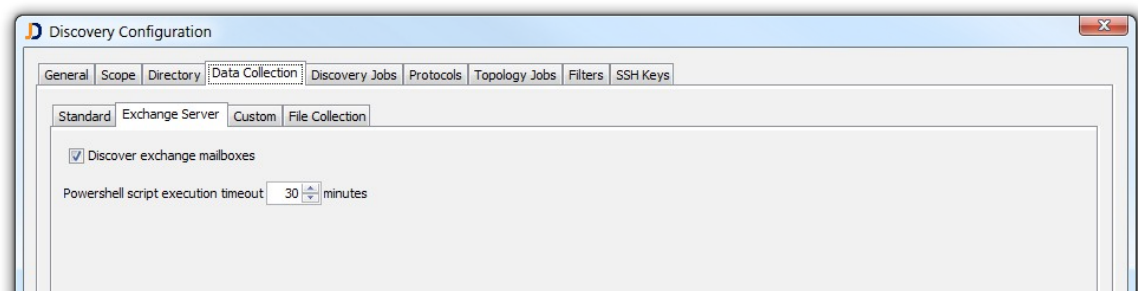 Discovery Configuration
General Scope Directory Data Collection Discovery Jobs Protocols Topology Jobs Filters SSH Keys
Standard Exchange Server Custom File Collection
Discover exchange mailboxes
Powershell script execution timeout 30 minutes